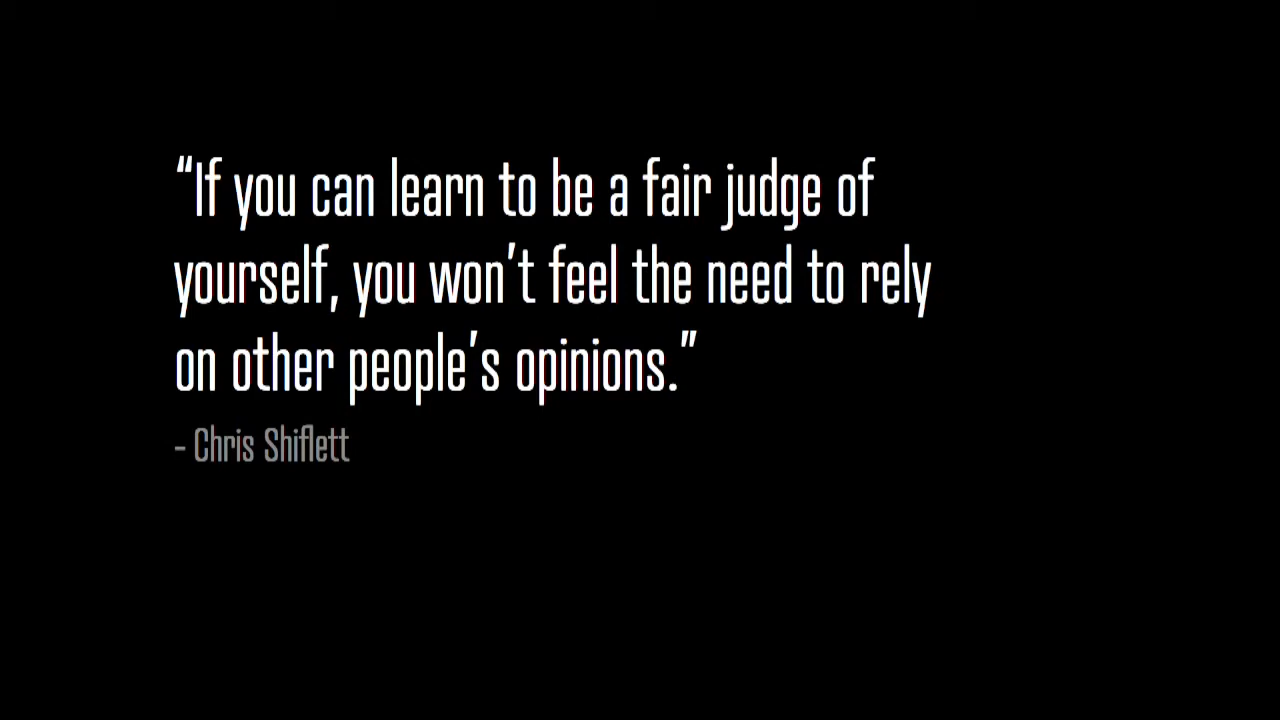 “If you can learn to be a fair judge of
yourself, you won’t feel the need to rely
on other people’s opinions.”
- Chris Shiflett